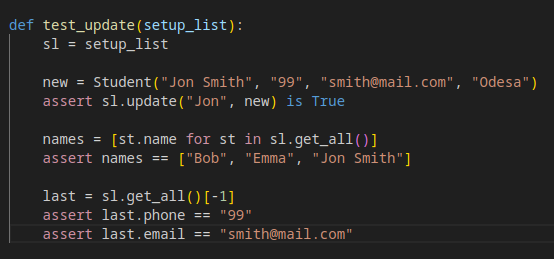 def test_update(setup_list):
    sl = setup_list

    new = Student("Jon Smith", "99", "smith@mail.com", "Odesa")
    assert sl.update("Jon", new) is True

    names = [st.name for st in sl.get_all()]
    assert names == ["Bob", "Emma", "Jon Smith"]

    last = sl.get_all()[-1]
    assert last.phone == "99"
    assert last.email == "smith@mail.com"